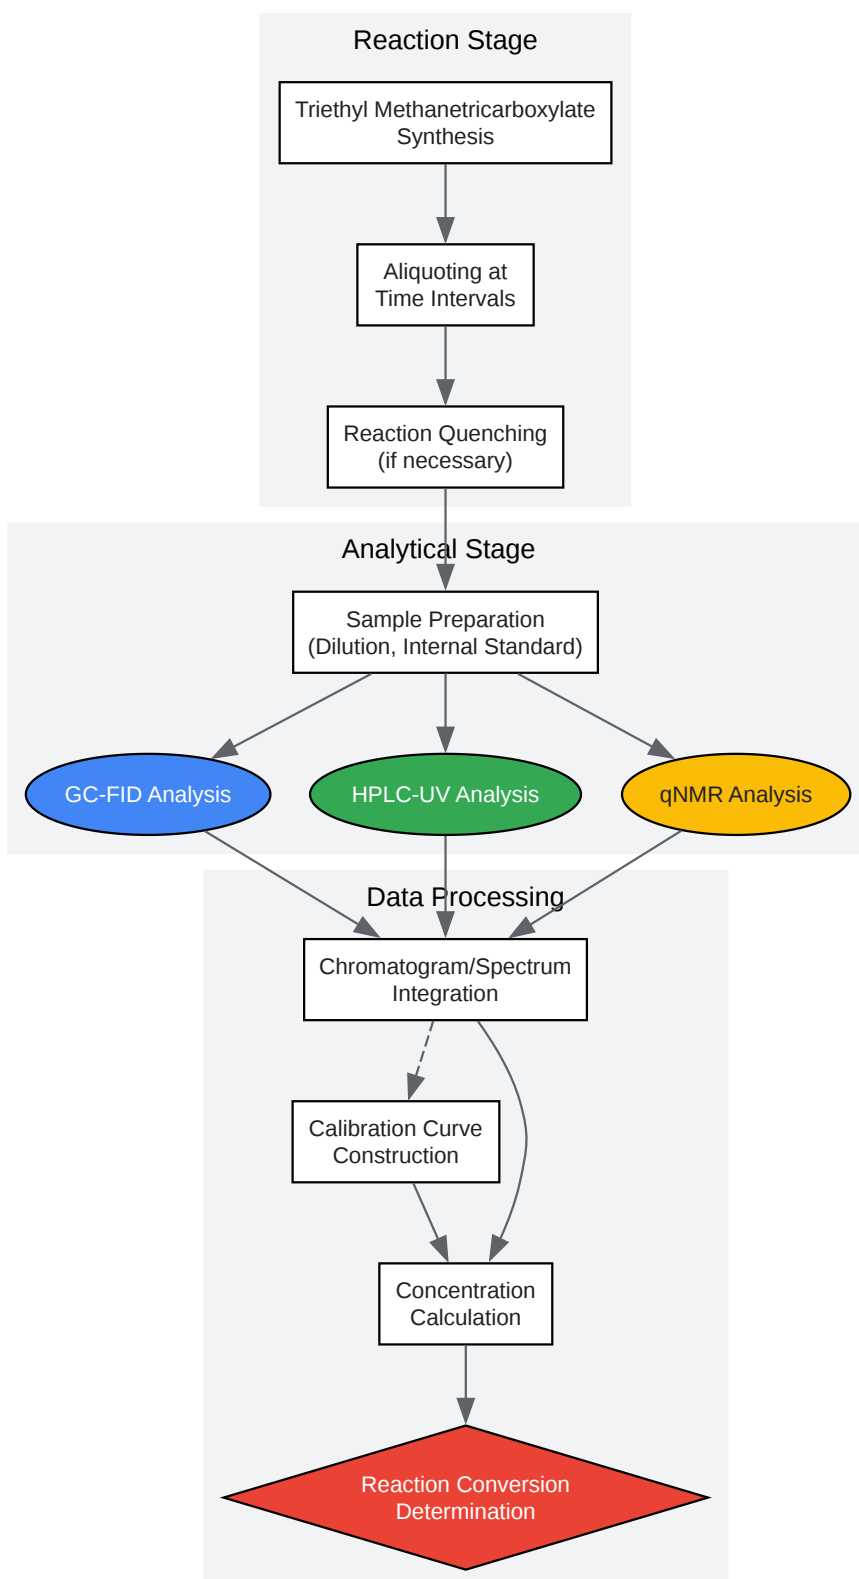 Reaction Stage
Triethyl Methanetricarboxylate
Synthesis
Aliquoting at
Time Intervals
Reaction Quenching
(if necessary)
Analytical Stage
Sample Preparation
(Dilution, Internal Standard)
GC-FID Analysis
HPLC-UV Analysis
qNMR Analysis
Data Processing
Chromatogram/Spectrum
Integration
Calibration Curve
Construction
Concentration
Calculation
Reaction Conversion
Determination